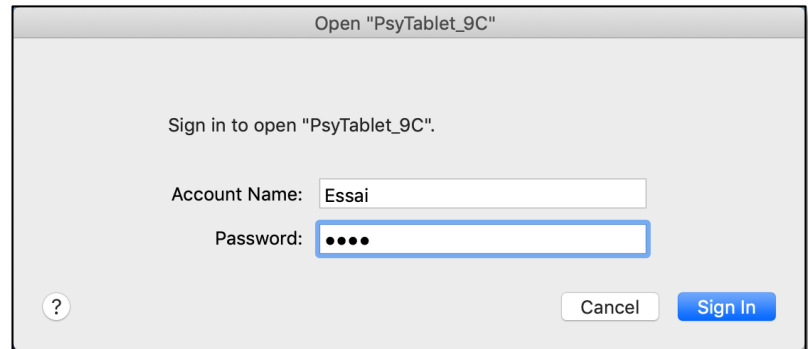 Open "PsyTablet_9C"
Sign in to open "PsyTablet_9C".
Account Name: Essai
Password: ••••
? Cancel Sign In